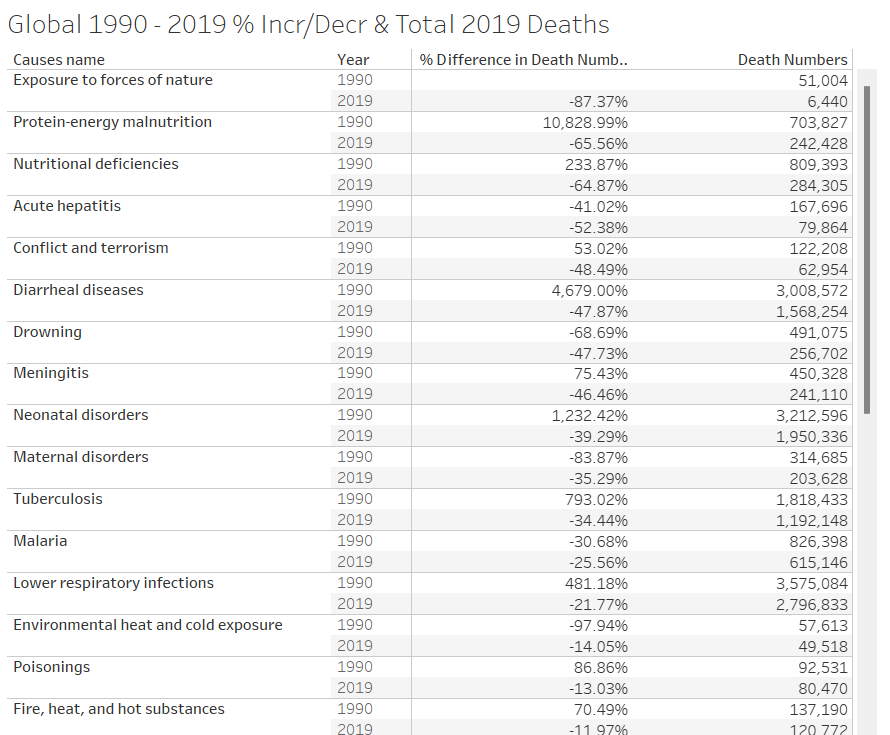 Global 1990 - 2019 % Incr/Decr & Total 2019 Deaths
Causes name Year % Difference in Death Numb.. Death Numbers
Exposure to forces of nature 1990 51,004
2019 -87.37% 6,440
Protein-energy malnutrition 1990 10,828.99% 703,827
2019 -65.56% 242,428
Nutritional deficiencies 1990 233.87% 809,393
2019 -64.87% 284,305
Acute hepatitis 1990 -41.02% 167,696
2019 -52.38% 79,864
Conflict and terrorism 1990 53.02% 122,208
2019 -48.49% 62,954
Diarrheal diseases 1990 4,679.00% 3,008,572
2019 -47.87% 1,568,254
Drowning 1990 -68.69% 491,075
2019 -47.73% 256,702
Meningitis 1990 75.43% 450,328
2019 -46.46% 241,110
Neonatal disorders 1990 1,232.42% 3,212,596
2019 -39.29% 1,950,336
Maternal disorders 1990 -83.87% 314,685
2019 -35.29% 203,628
Tuberculosis 1990 793.02% 1,818,433
2019 -34.44% 1,192,148
Malaria 1990 -30.68% 826,398
2019 -25.56% 615,146
Lower respiratory infections 1990 481.18% 3,575,084
2019 -21.77% 2,796,833
Environmental heat and cold exposure 1990 -97.94% 57,613
2019 -14.05% 49,518
Poisonings 1990 86.86% 92,531
2019 -13.03% 80,470
Fire, heat, and hot substances 1990 70.49% 137,190
2019 -11.97% 120,772